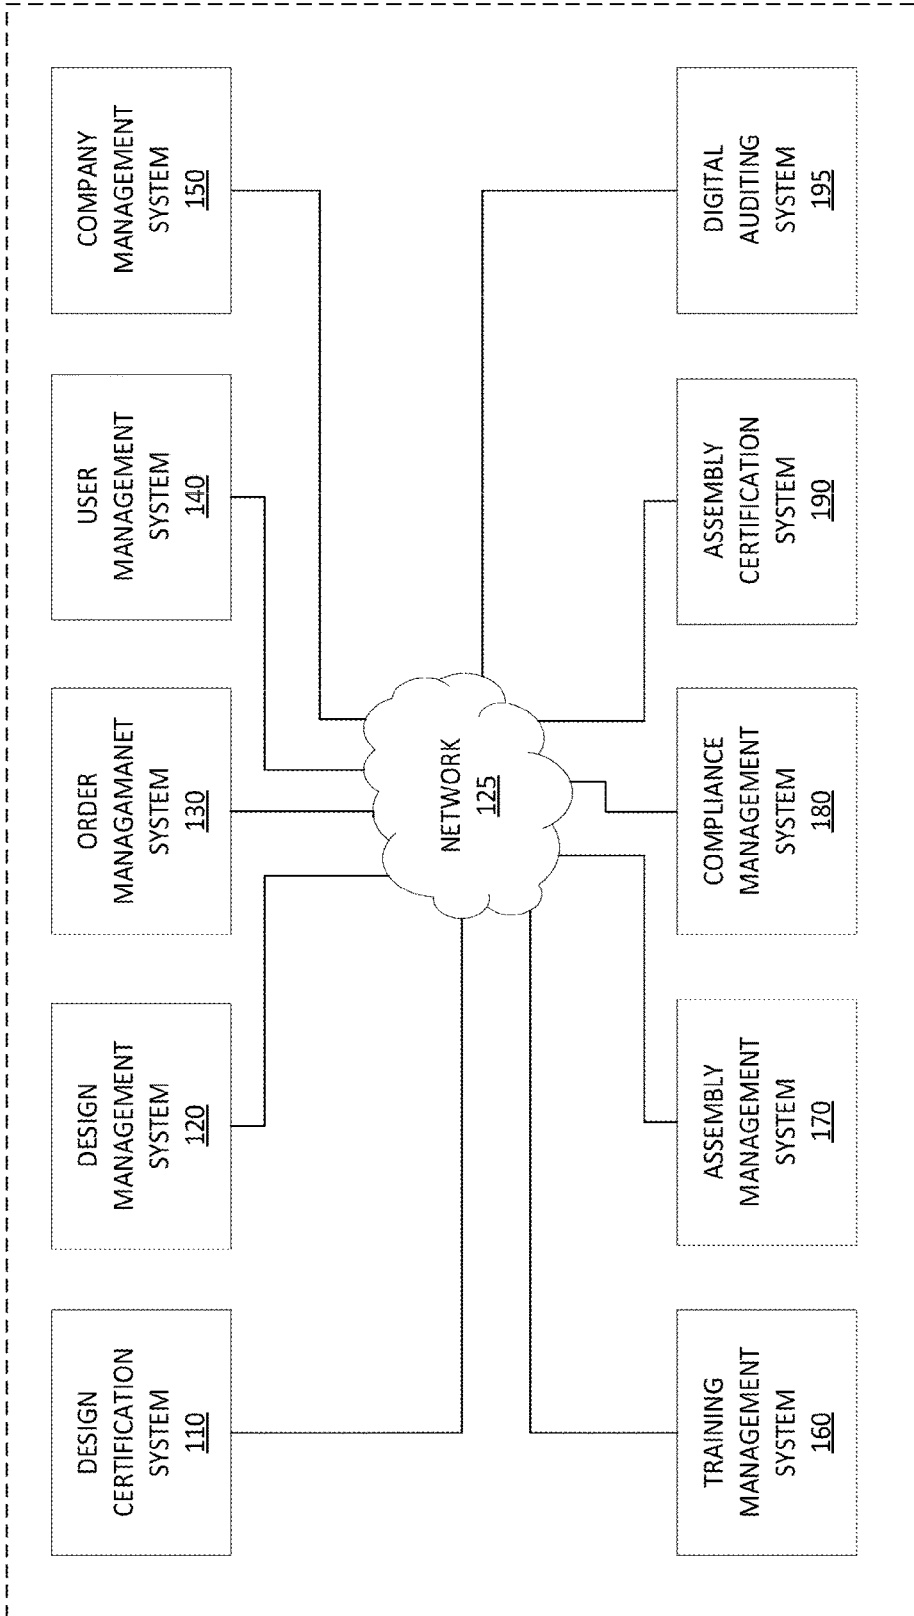 DESIGN
CERTIFICATION
SYSTEM
110
DESIGN
MANAGEMENT
SYSTEM
120
ORDER
MANAGAMANET
SYSTEM
130
USER
MANAGEMENT
SYSTEM
140
COMPANY
MANAGEMENT
SYSTEM
150
NETWORK
125
TRAINING
MANAGEMENT
SYSTEM
160
ASSEMBLY
MANAGEMENT
SYSTEM
170
COMPLIANCE
MANAGEMENT
SYSTEM
180
ASSEMBLY
CERTIFICATION
SYSTEM
190
DIGITAL
AUDITING
SYSTEM
195